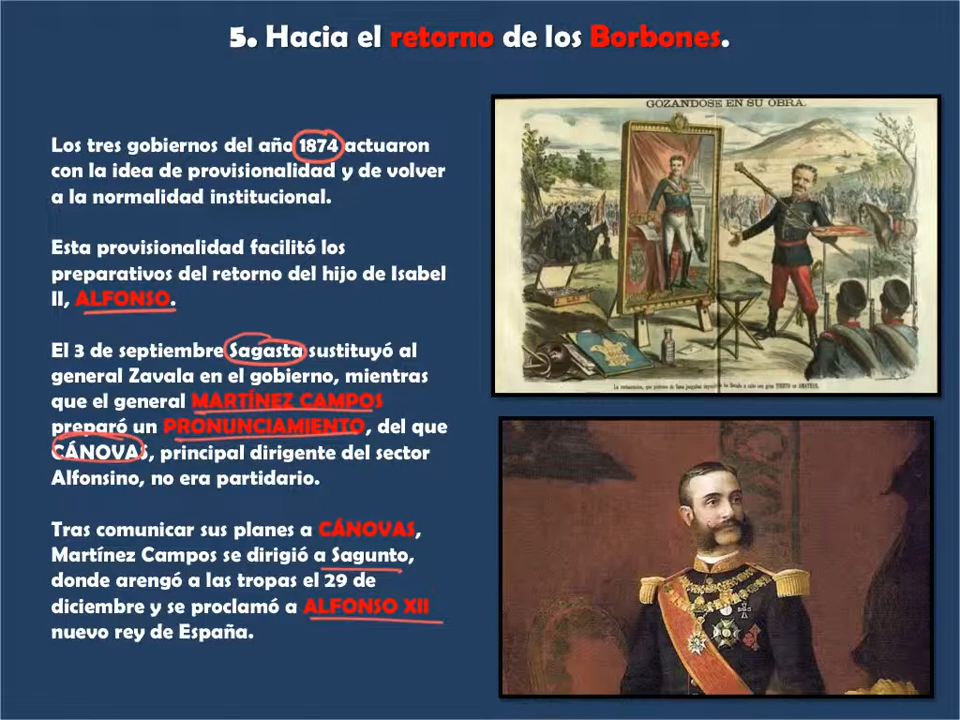 5. Hacia el retorno de los Borbones.
Los tres gobiernos del año 1874 actuaron
con la idea de provisionalidad y de volver
a la normalidad institucional.
Esta provisionalidad facilitó los
preparativos del retorno del hijo de Isabel
II, ALFONSO.
El 3 de septiembre Sagasta sustituyó al
general Zavala en el gobierno, mientras
que el general MARTÍNEZ CAMPOS
preparó un PRONUNCIAMIENTO, del que
CÁNOVAS, principal dirigente del sector
Alfonsino, no era partidario.
Tras comunicar sus planes a CÁNOVAS,
Martínez Campos se dirigió a Sagunto,
donde arengó a las tropas el 29 de
diciembre y se proclamó a ALFONSO XII
nuevo rey de España.
GOZANDOSE EN SU OBRA.
La restauracion, que